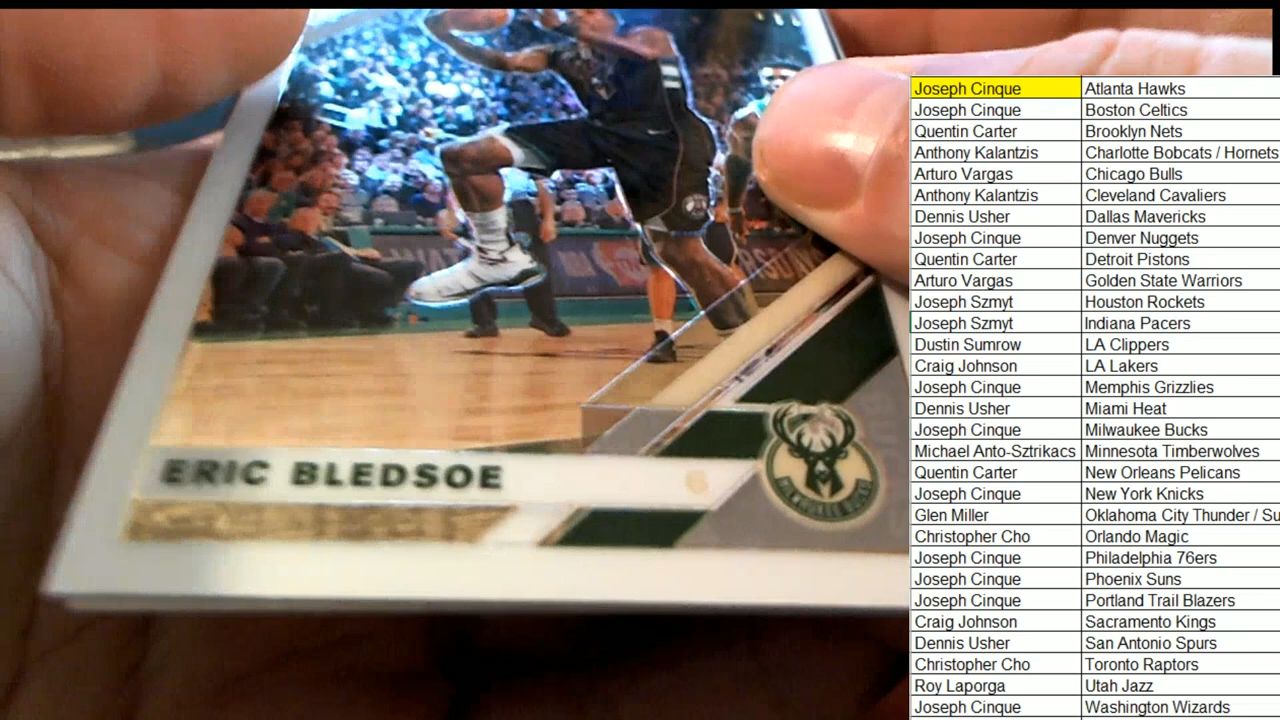 ERIC BLEDSOE
6
Joseph Cinque Atlanta Hawks
Joseph Cinque Boston Celtics
Quentin Carter Brooklyn Nets
Anthony Kalantzis Charlotte Bobcats / Hornets
Arturo Vargas Chicago Bulls
Anthony Kalantzis Cleveland Cavaliers
Dennis Usher Dallas Mavericks
Joseph Cinque Denver Nuggets
Quentin Carter Detroit Pistons
Arturo Vargas Golden State Warriors
Joseph Szmyt Houston Rockets
Joseph Szmyt Indiana Pacers
Dustin Sumrow LA Clippers
Craig Johnson LA Lakers
Joseph Cinque Memphis Grizzlies
Dennis Usher Miami Heat
Joseph Cinque Milwaukee Bucks
Michael Anto-Sztrikacs Minnesota Timberwolves
Quentin Carter New Orleans Pelicans
Joseph Cinque New York Knicks
Glen Miller Oklahoma City Thunder / Su
Christopher Cho Orlando Magic
Joseph Cinque Philadelphia 76ers
Joseph Cinque Phoenix Suns
Joseph Cinque Portland Trail Blazers
Craig Johnson Sacramento Kings
Dennis Usher San Antonio Spurs
Christopher Cho Toronto Raptors
Roy Laporga Utah Jazz
Joseph Cinque Washington Wizards